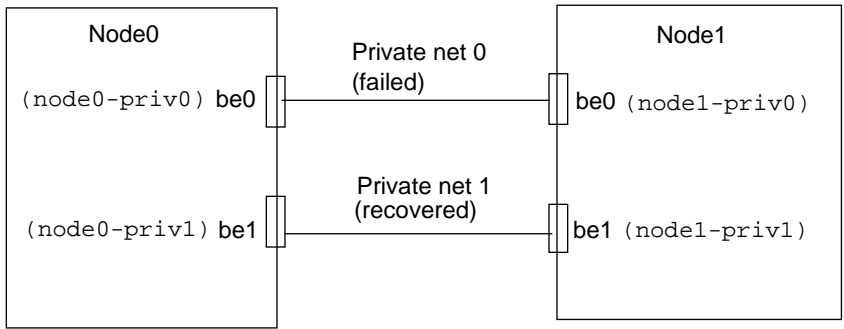 Node0
Node1
Private net 0
(failed)
(node0-priv0) be0
be0 (node1-priv0)
Private net 1
(recovered)
(node0-priv1) be1
be1 (node1-priv1)